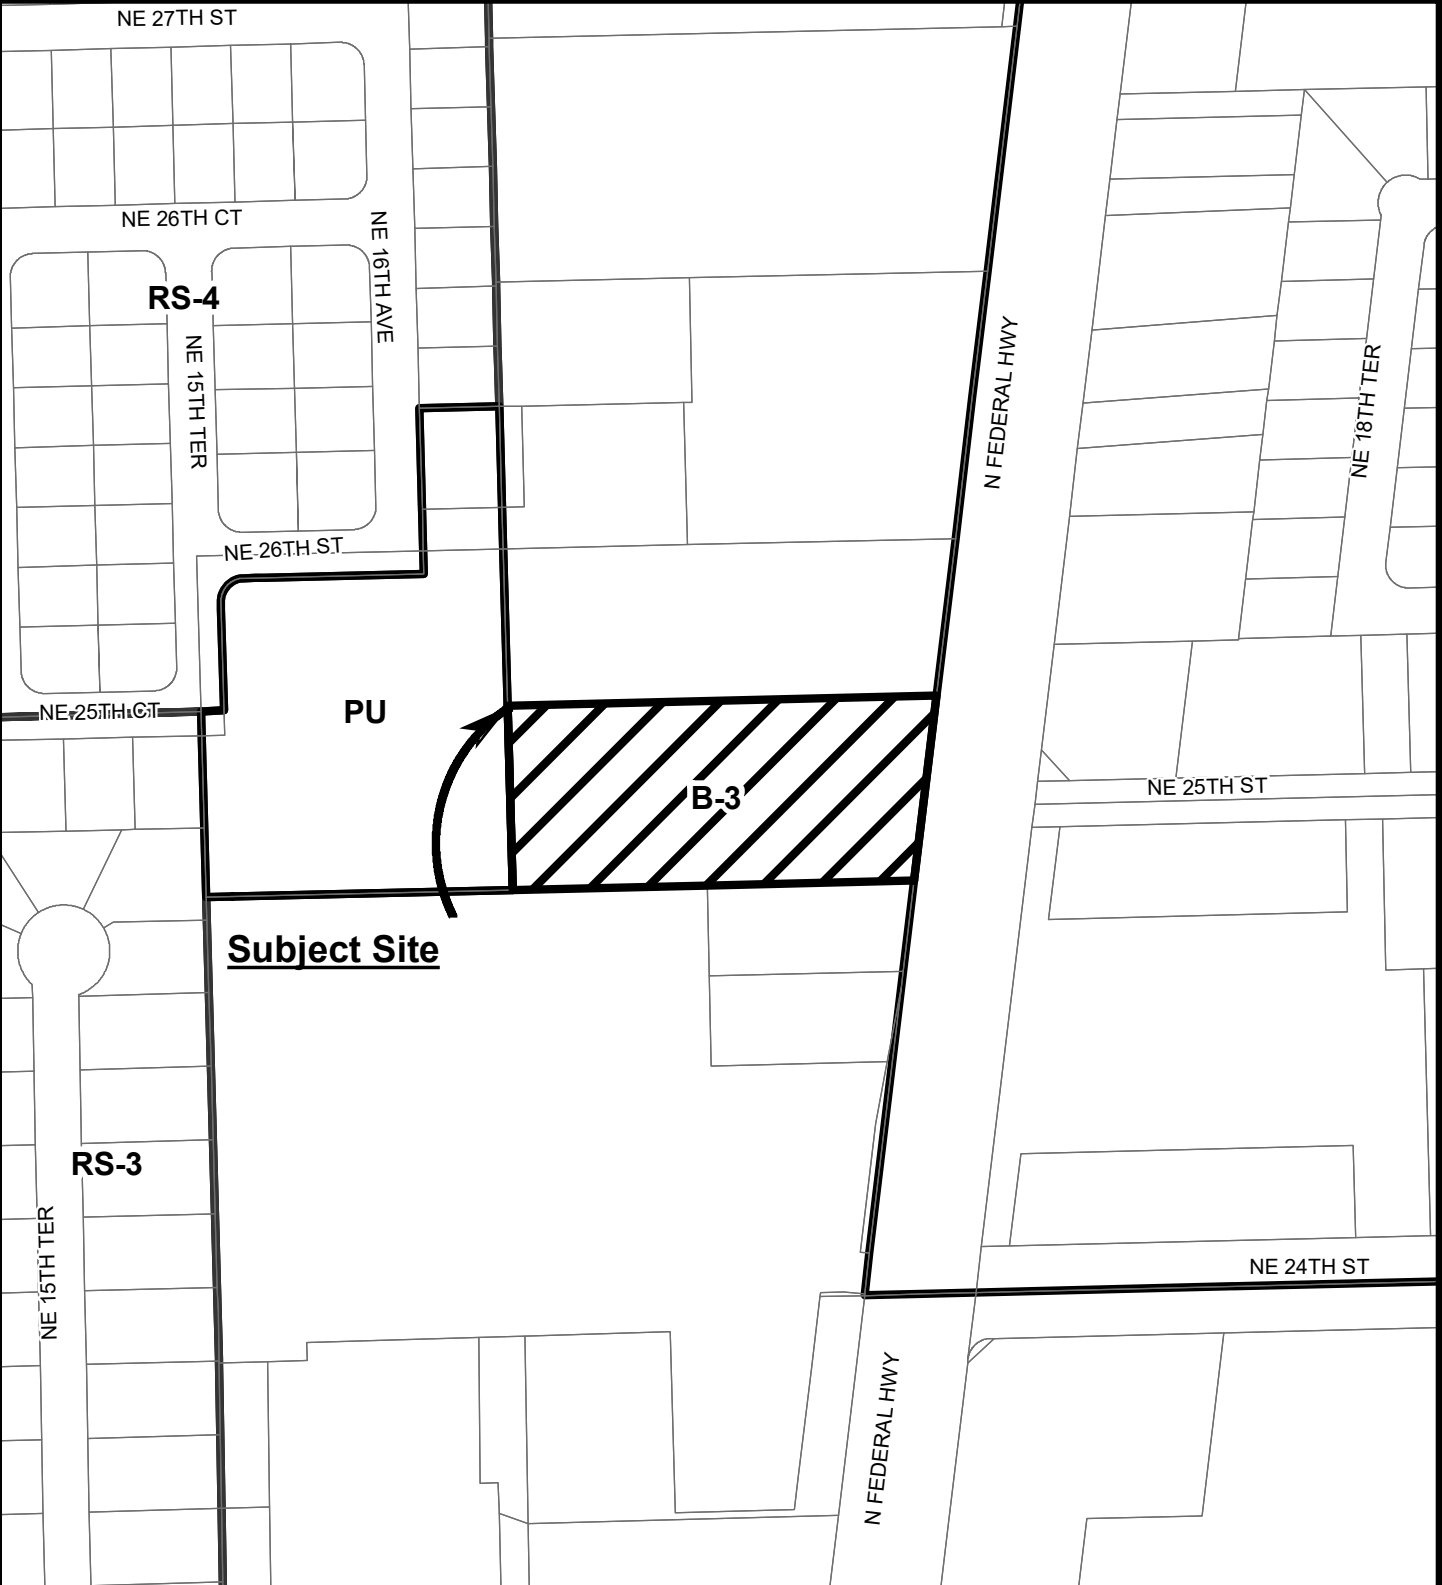 NE 27TH ST
NE 26TH CT
NE 16TH AVE
RS-4
NE 15TH TER
N FEDERAL HWY
NE 18TH TER
NE 26TH ST
NE 25TH CT
PU
B-3
NE 25TH ST
Subject Site
RS-3
NE 15TH TER
NE 24TH ST
N FEDERAL HWY